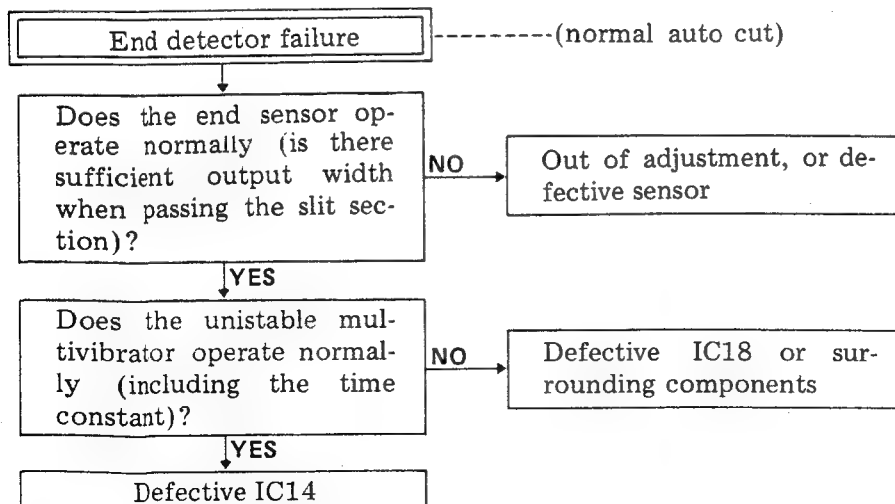 End detector failure
(normal auto cut)
Does the end sensor op-
erate normally (is there
sufficient output width
when passing the slit sec-
tion)?
NO
Out of adjustment, or de-
fective sensor
YES
Does the unistable mul-
tivibrator operate normal-
ly (including the time
constant)?
NO
Defective IC18 or sur-
rounding components
YES
Defective IC14